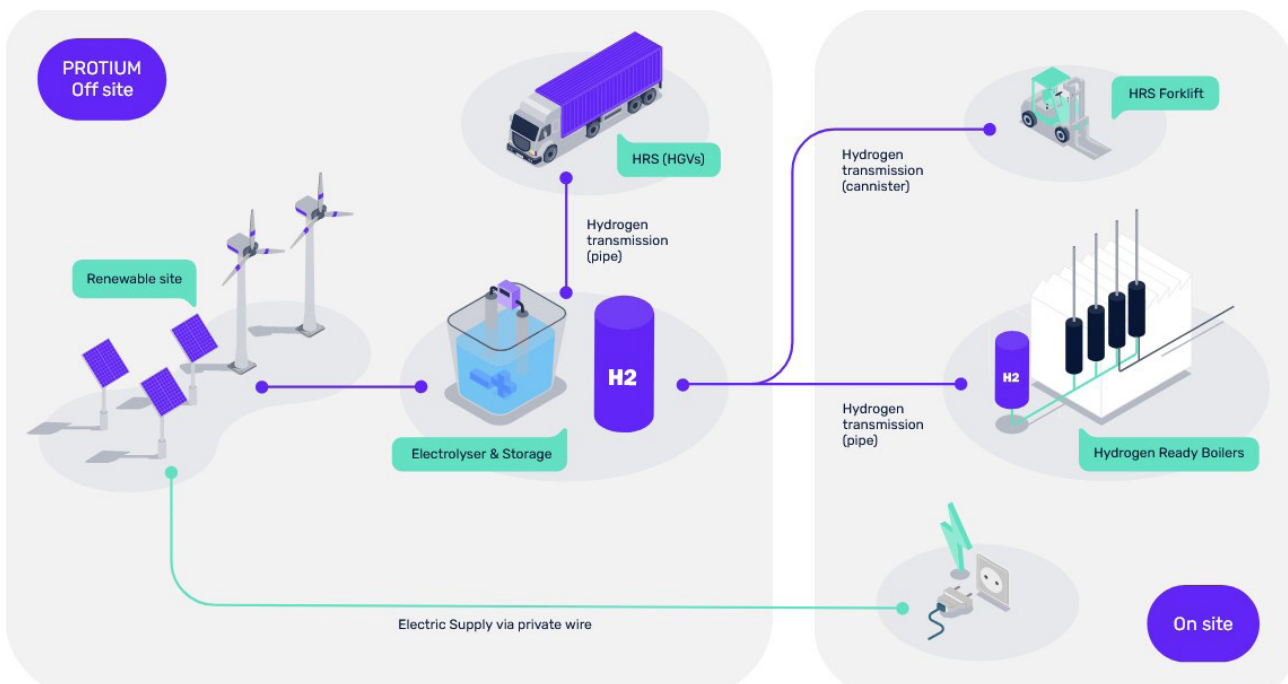 PROTIUM
Off site
HRS (HGVs)
Hydrogen
transmission
(pipe)
Renewable site
H2
Electrolyser & Storage
Electric Supply via private wire
HRS Forklift
Hydrogen
transmission
(cannister)
H2
Hydrogen
transmission
(pipe)
Hydrogen Ready Boilers
On site